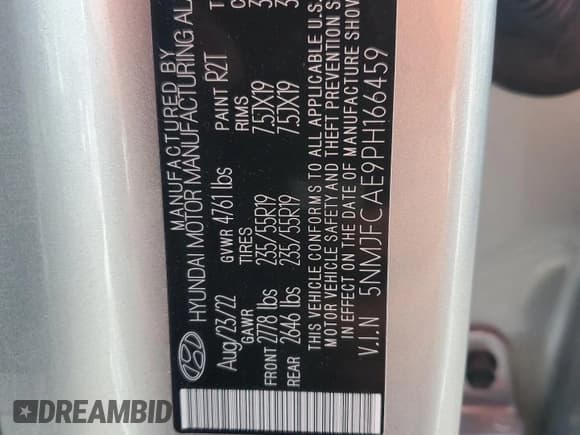 MANUFACTURED BY
HYUNDAI MOTOR MANUFACTURING AL
Aug/23/22 GVWR 4761 lbs PAINT R2T
GAWR TIRES RIMS
FRONT 2778 lbs 235/55R19 7.5JX19
REAR 2646 lbs 235/55R19 7.5JX19
THIS VEHICLE CONFORMS TO ALL APPLICABLE U.S.
MOTOR VEHICLE SAFETY AND THEFT PREVENTION
IN EFFECT ON THE DATE OF MANUFACTURE SHOWN
V.I.N 5NMJFCAE9PH166459
DREAMBID